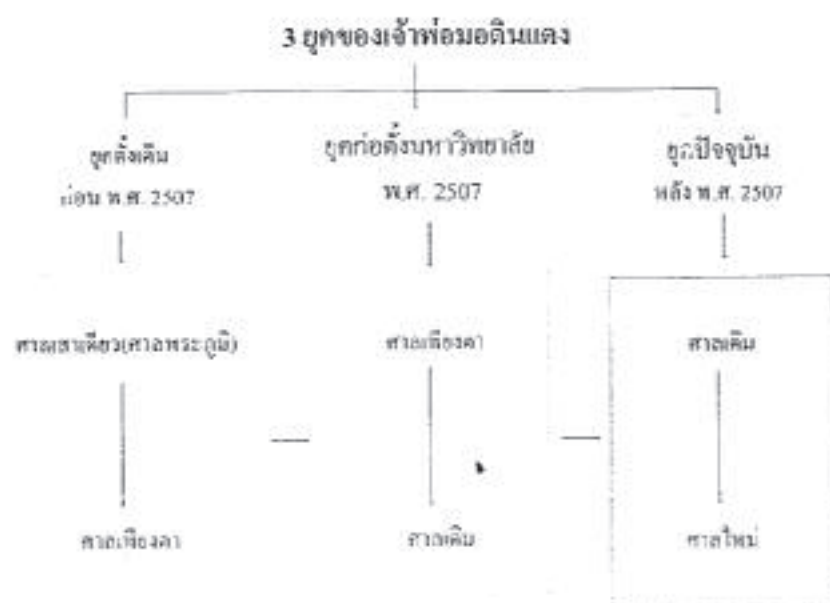 3 ยุคของเจ้าพ่อมอดินแดง
ยุคดั้งเดิม
ก่อน พ.ศ. 2507
ยุคก่อตั้งมหาวิทยาลัย
พ.ศ. 2507
ยุคปัจจุบัน
หลัง พ.ศ. 2507
ศาลเสาเดียว(ศาลพระภูมิ)
ศาลเพียงตา
ศาลเดิม
ศาลเพียงตา
ศาลเดิม
ศาลใหม่